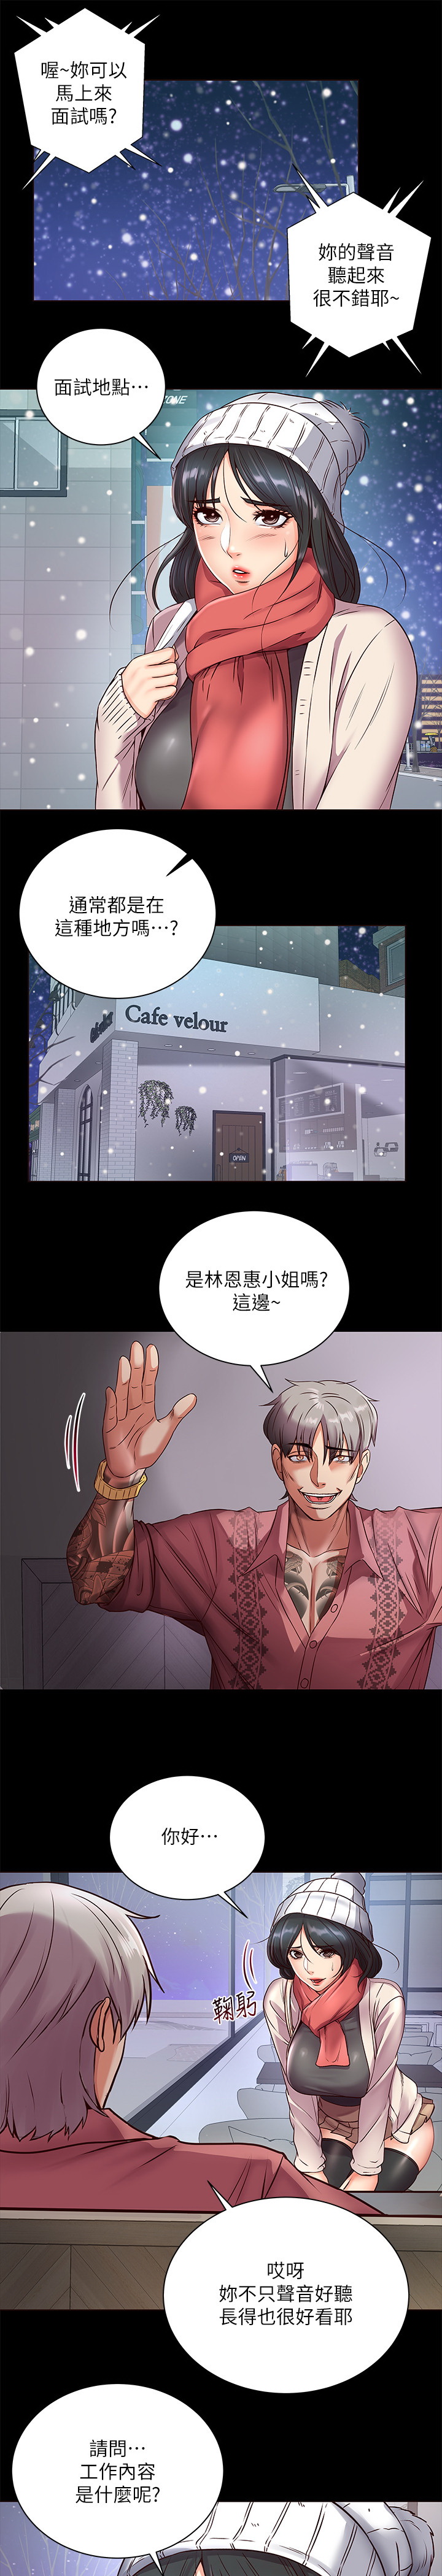 喔~妳可以
馬上來
面試嗎?
妳的聲音
聽起來
很不錯耶~
面試地點…
ZONE
通常都是在
這種地方嗎…?
Cafe velour
OPEN
是林恩惠小姐嗎?
這邊~
你好…
鞠躬
哎呀
妳不只聲音好聽
長得也很好看耶
請問…
工作內容
是什麼呢?